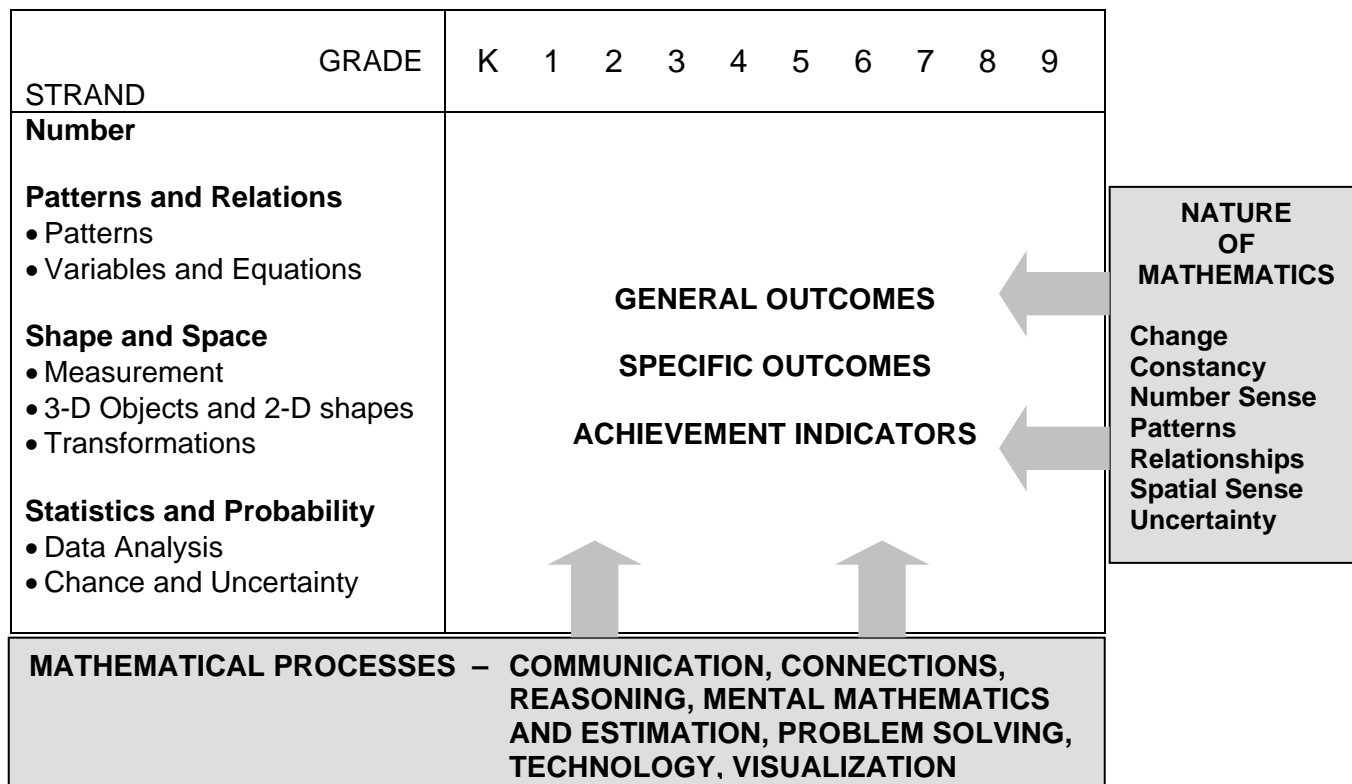 GRADE
STRAND
K 1 2 3 4 5 6 7 8 9
Number
Patterns and Relations
• Patterns
• Variables and Equations
Shape and Space
• Measurement
• 3-D Objects and 2-D shapes
• Transformations
Statistics and Probability
• Data Analysis
• Chance and Uncertainty
GENERAL OUTCOMES
SPECIFIC OUTCOMES
ACHIEVEMENT INDICATORS
NATURE
OF
MATHEMATICS
Change
Constancy
Number Sense
Patterns
Relationships
Spatial Sense
Uncertainty
MATHEMATICAL PROCESSES – COMMUNICATION, CONNECTIONS,
REASONING, MENTAL MATHEMATICS
AND ESTIMATION, PROBLEM SOLVING,
TECHNOLOGY, VISUALIZATION